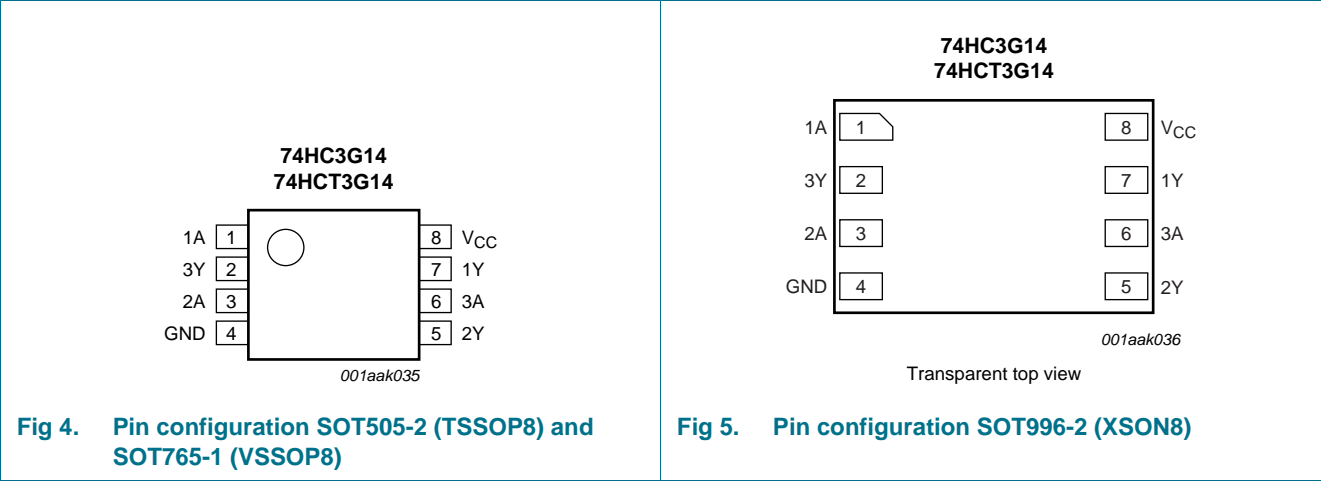 74HC3G14
74HCT3G14
1A 1 8 VCC
3Y 2 7 1Y
2A 3 6 3A
GND 4 5 2Y
001aak035
Fig 4. Pin configuration SOT505-2 (TSSOP8) and
SOT765-1 (VSSOP8)
74HC3G14
74HCT3G14
1A 1 8 VCC
3Y 2 7 1Y
2A 3 6 3A
GND 4 5 2Y
001aak036
Transparent top view
Fig 5. Pin configuration SOT996-2 (XSON8)